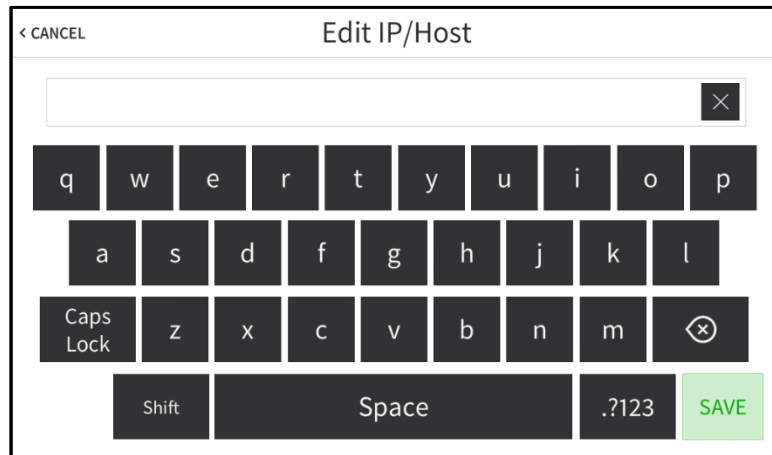 < CANCEL Edit IP/Host
q w e r t y u i o p
a s d f g h j k l
Caps Lock z x c v b n m
Shift Space .?123 SAVE